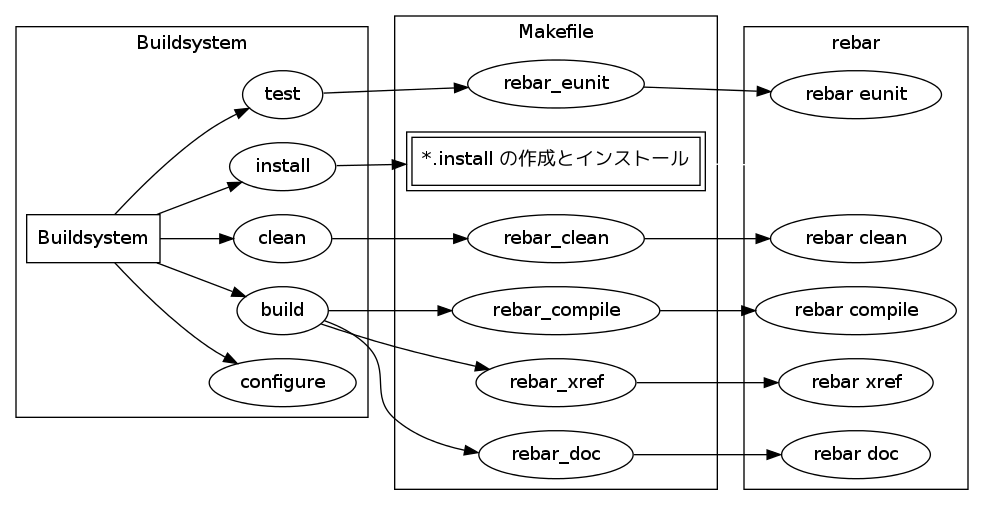 Buildsystem
Makefile
rebar
test
rebar_eunit
rebar eunit
install
*.install の作成とインストール
Buildsystem
clean
rebar_clean
rebar clean
build
rebar_compile
rebar compile
configure
rebar_xref
rebar xref
rebar_doc
rebar doc